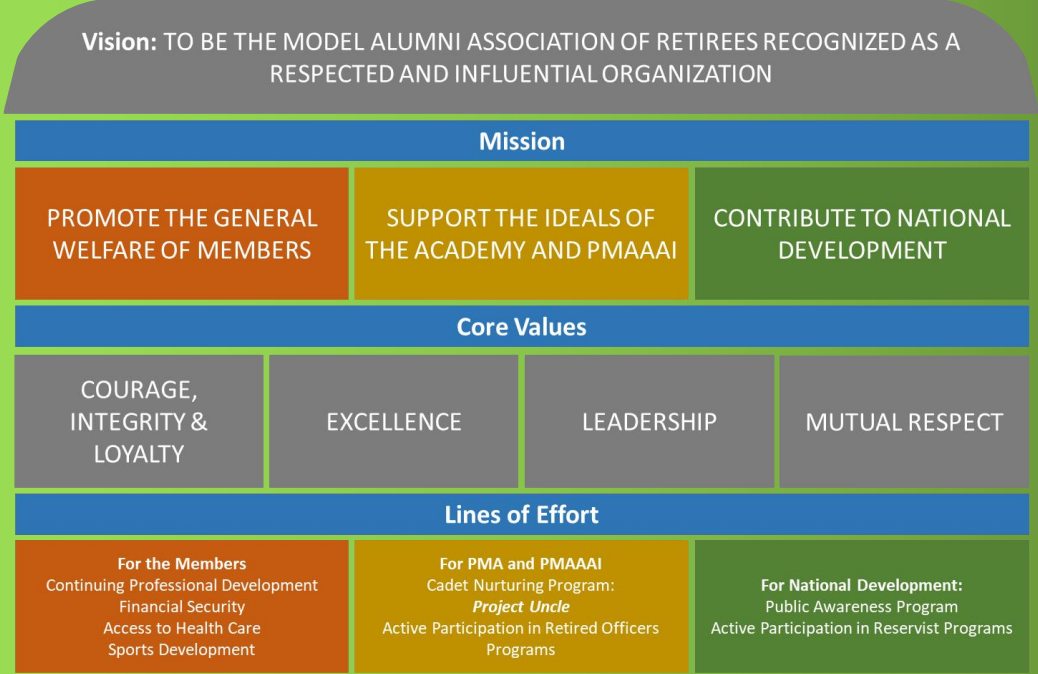 Vision: TO BE THE MODEL ALUMNI ASSOCIATION OF RETIREES RECOGNIZED AS A
RESPECTED AND INFLUENTIAL ORGANIZATION
Mission
PROMOTE THE GENERAL
WELFARE OF MEMBERS
SUPPORT THE IDEALS OF
THE ACADEMY AND PMAAAI
CONTRIBUTE TO NATIONAL
DEVELOPMENT
Core Values
COURAGE,
INTEGRITY &
LOYALTY
EXCELLENCE
LEADERSHIP
MUTUAL RESPECT
Lines of Effort
For the Members
Continuing Professional Development
Financial Security
Access to Health Care
Sports Development
For PMA and PMAAAI
Cadet Nurturing Program:
Project Uncle
Active Participation in Retired Officers
Programs
For National Development:
Public Awareness Program
Active Participation in Reservist Programs